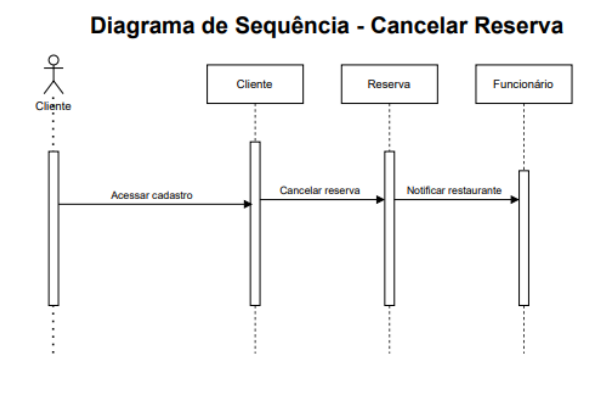 Diagrama de Sequência - Cancelar Reserva
Cliente
Cliente
Reserva
Funcionário
Acessar cadastro
Cancelar reserva
Notificar restaurante